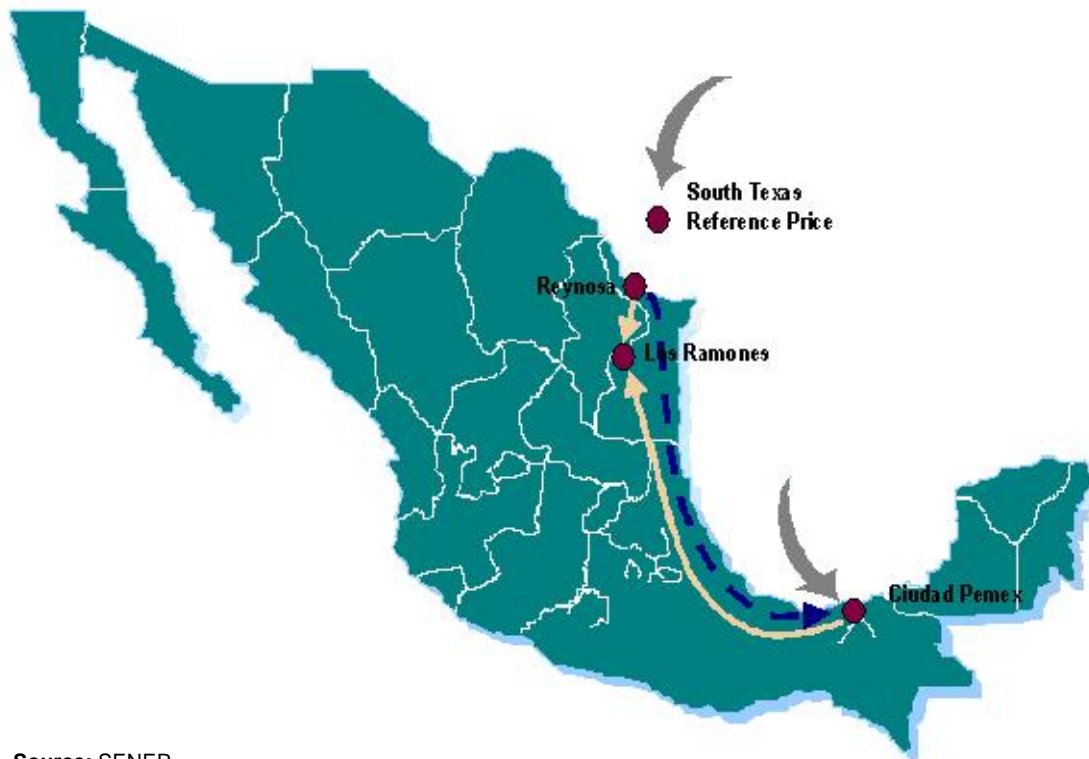 South Texas
Reference Price
Reynosa
Los Ramones
Ciudad Pemex
Source: SENER